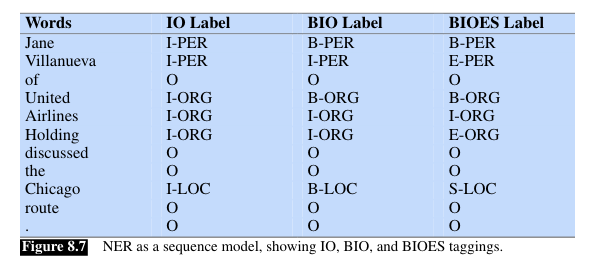 Words IO Label BIO Label BIOES Label
Jane I-PER B-PER B-PER
Villanueva I-PER I-PER E-PER
of O O O
United I-ORG B-ORG B-ORG
Airlines I-ORG I-ORG I-ORG
Holding I-ORG I-ORG E-ORG
discussed O O O
the O O O
Chicago I-LOC B-LOC S-LOC
route O O O
. O O O
Figure 8.7 NER as a sequence model, showing IO, BIO, and BIOES taggings.